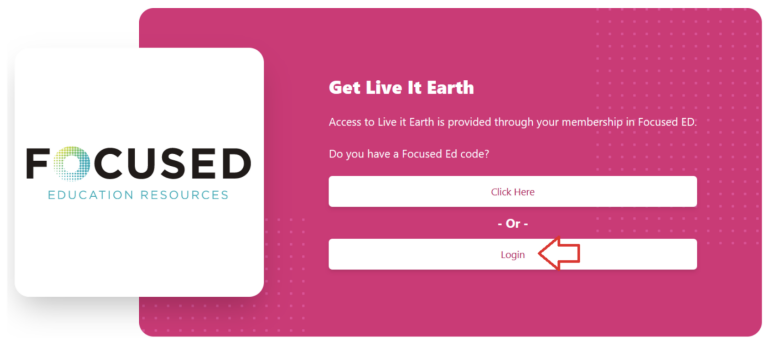 FOCUSED
EDUCATION RESOURCES
Get Live It Earth
Access to Live it Earth is provided through your membership in Focused ED.
Do you have a Focused Ed code?
Click Here
- Or -
Login